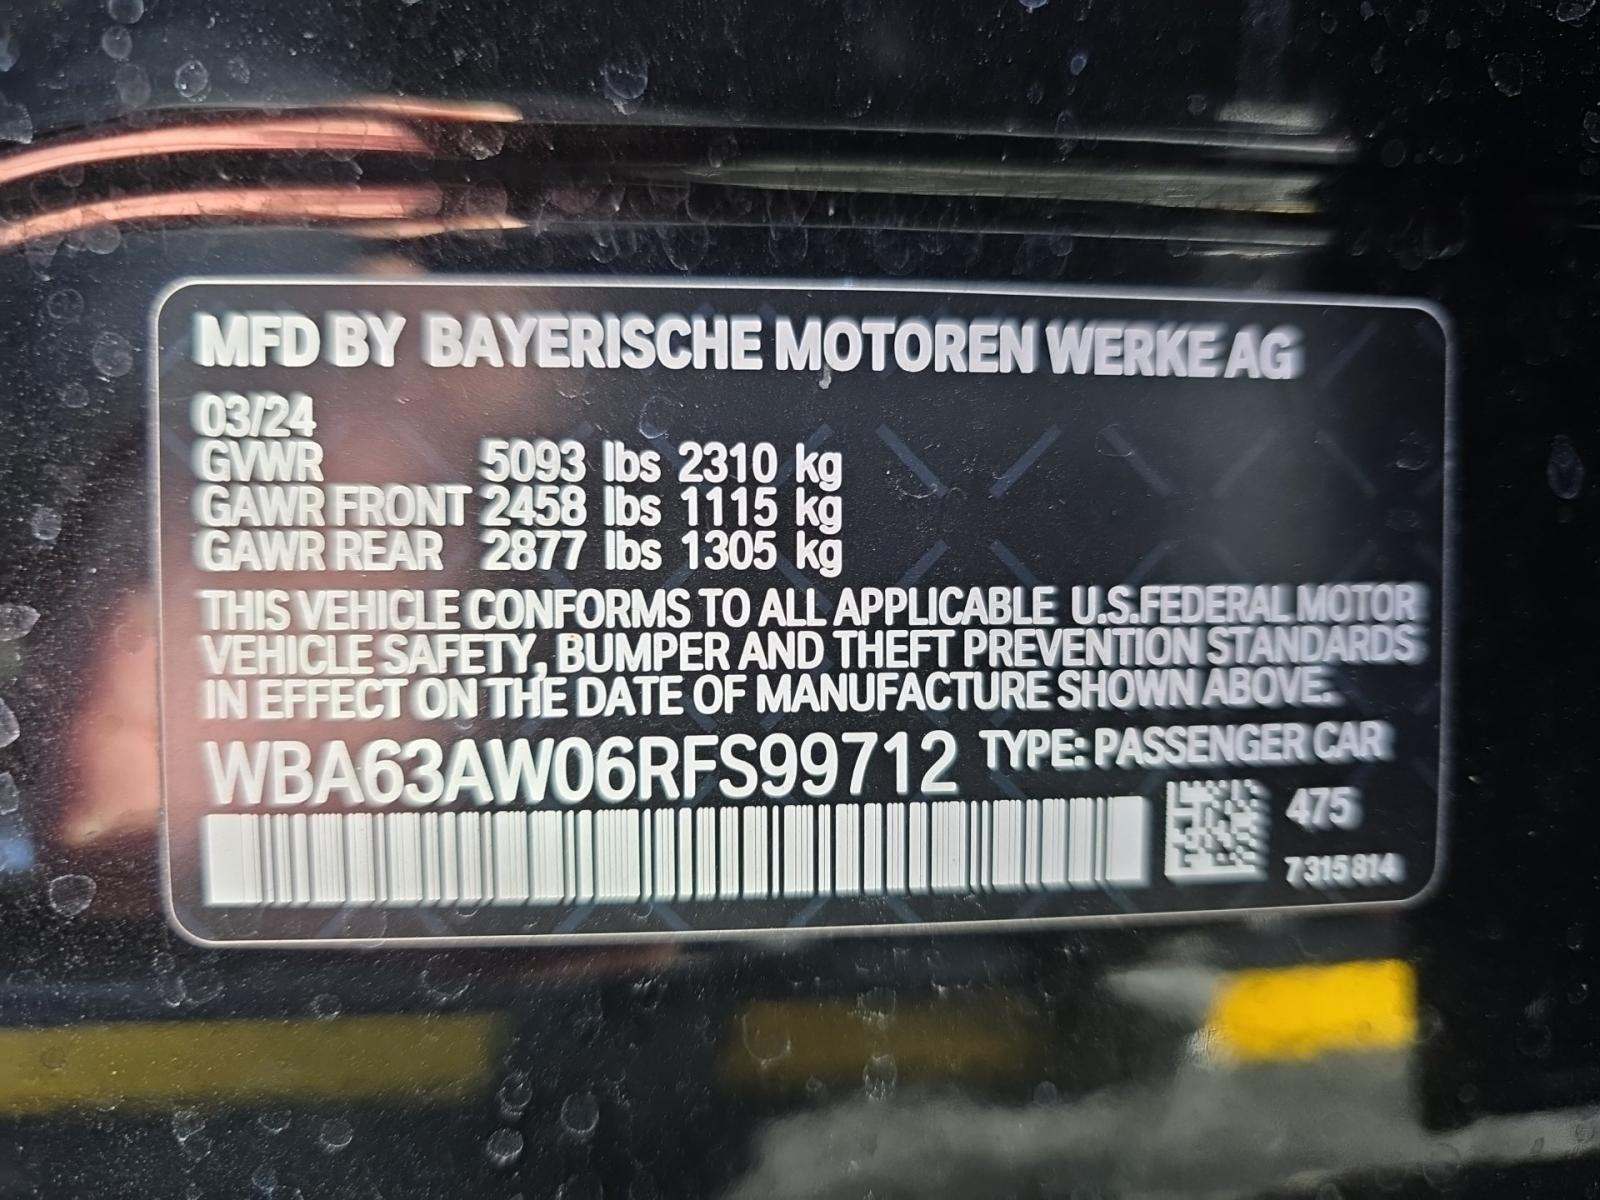 MFD BY BAYERISCHE MOTOREN WERKE AG
03/24
GVWR 5093 lbs 2310 kg
GAWR FRONT 2458 lbs 1115 kg
GAWR REAR 2877 lbs 1305 kg
THIS VEHICLE CONFORMS TO ALL APPLICABLE U.S.FEDERAL MOTOR
VEHICLE SAFETY, BUMPER AND THEFT PREVENTION STANDARDS
IN EFFECT ON THE DATE OF MANUFACTURE SHOWN ABOVE.
WBA63AW06RFS99712 TYPE: PASSENGER CAR
475
7 315 814